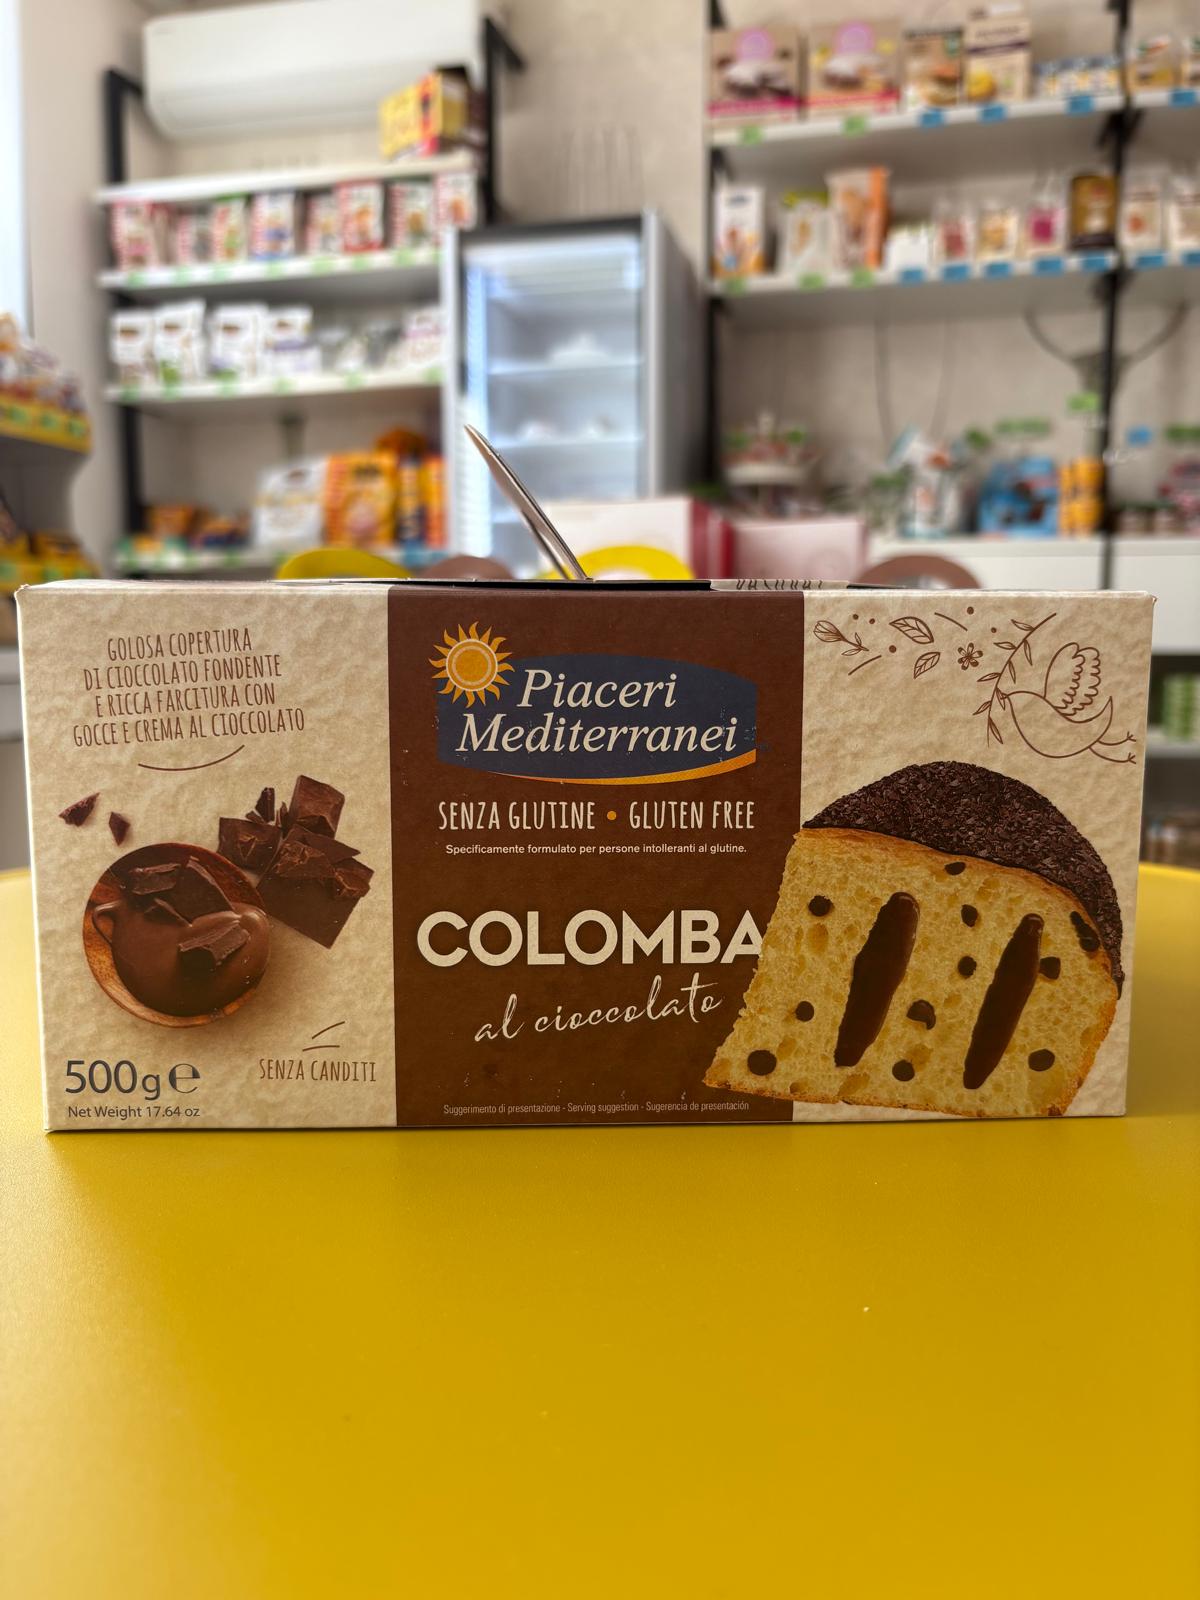 GOLOSA COPERTURA
DI CIOCCOLATO FONDENTE
E RICCA FARCITURA CON
GOCCE E CREMA AL CIOCCOLATO
500g e
Net Weight 17.64 oz
SENZA CANDITI
Piaceri
Mediterranei
SENZA GLUTINE • GLUTEN FREE
Specificamente formulato per persone intolleranti al glutine.
COLOMBA
al cioccolato
Suggerimento di presentazione - Serving suggestion - Sugerencia de presentación